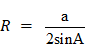 R = a / 2sinA